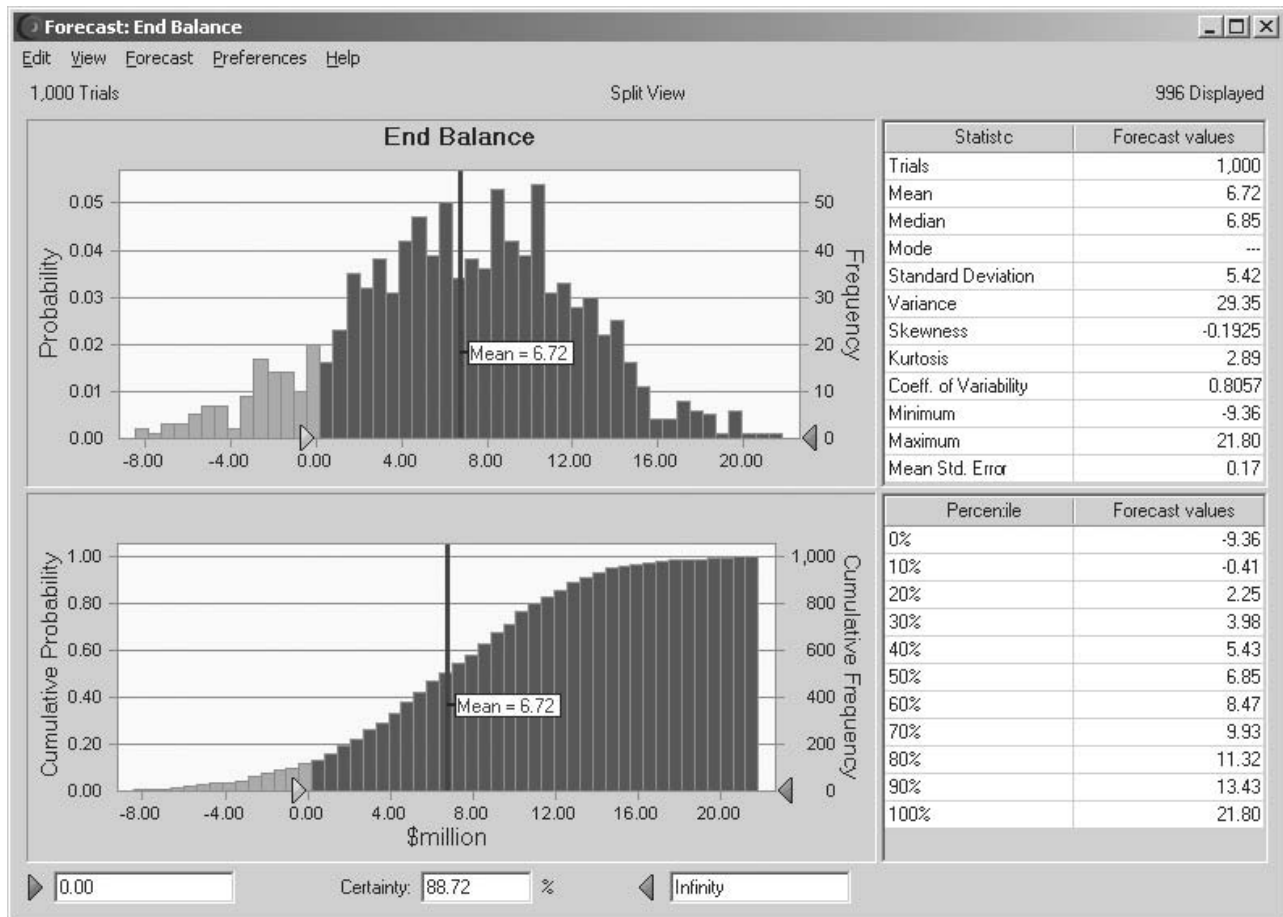 Forecast: End Balance
Edit View Forecast Preferences Help
1,000 Trials
Split View
996 Displayed
End Balance
Probability
0.05
0.04
0.03
0.02
0.01
0.00
Mean = 6.72
50
40
30
20
10
0
Frequency
-8.00 -4.00 0.00 4.00 8.00 12.00 16.00 20.00
Statistc Forecast values
Trials 1,000
Mean 6.72
Median 6.85
Mode ---
Standard Deviation 5.42
Variance 29.35
Skewness -0.1925
Kurtosis 2.89
Coeff. of Variability 0.8057
Minimum -9.36
Maximum 21.80
Mean Std. Error 0.17
Cumulative Probability
1.00
0.80
0.60
0.40
0.20
0.00
Mean = 6.72
1,000
800
600
400
200
0
Cumulative Frequency
-8.00 -4.00 0.00 4.00 8.00 12.00 16.00 20.00
$million
Percen:ile Forecast values
0% -9.36
10% -0.41
20% 2.25
30% 3.98
40% 5.43
50% 6.85
60% 8.47
70% 9.93
80% 11.32
90% 13.43
100% 21.80
0.00 Certainty: 88.72 % Infinity